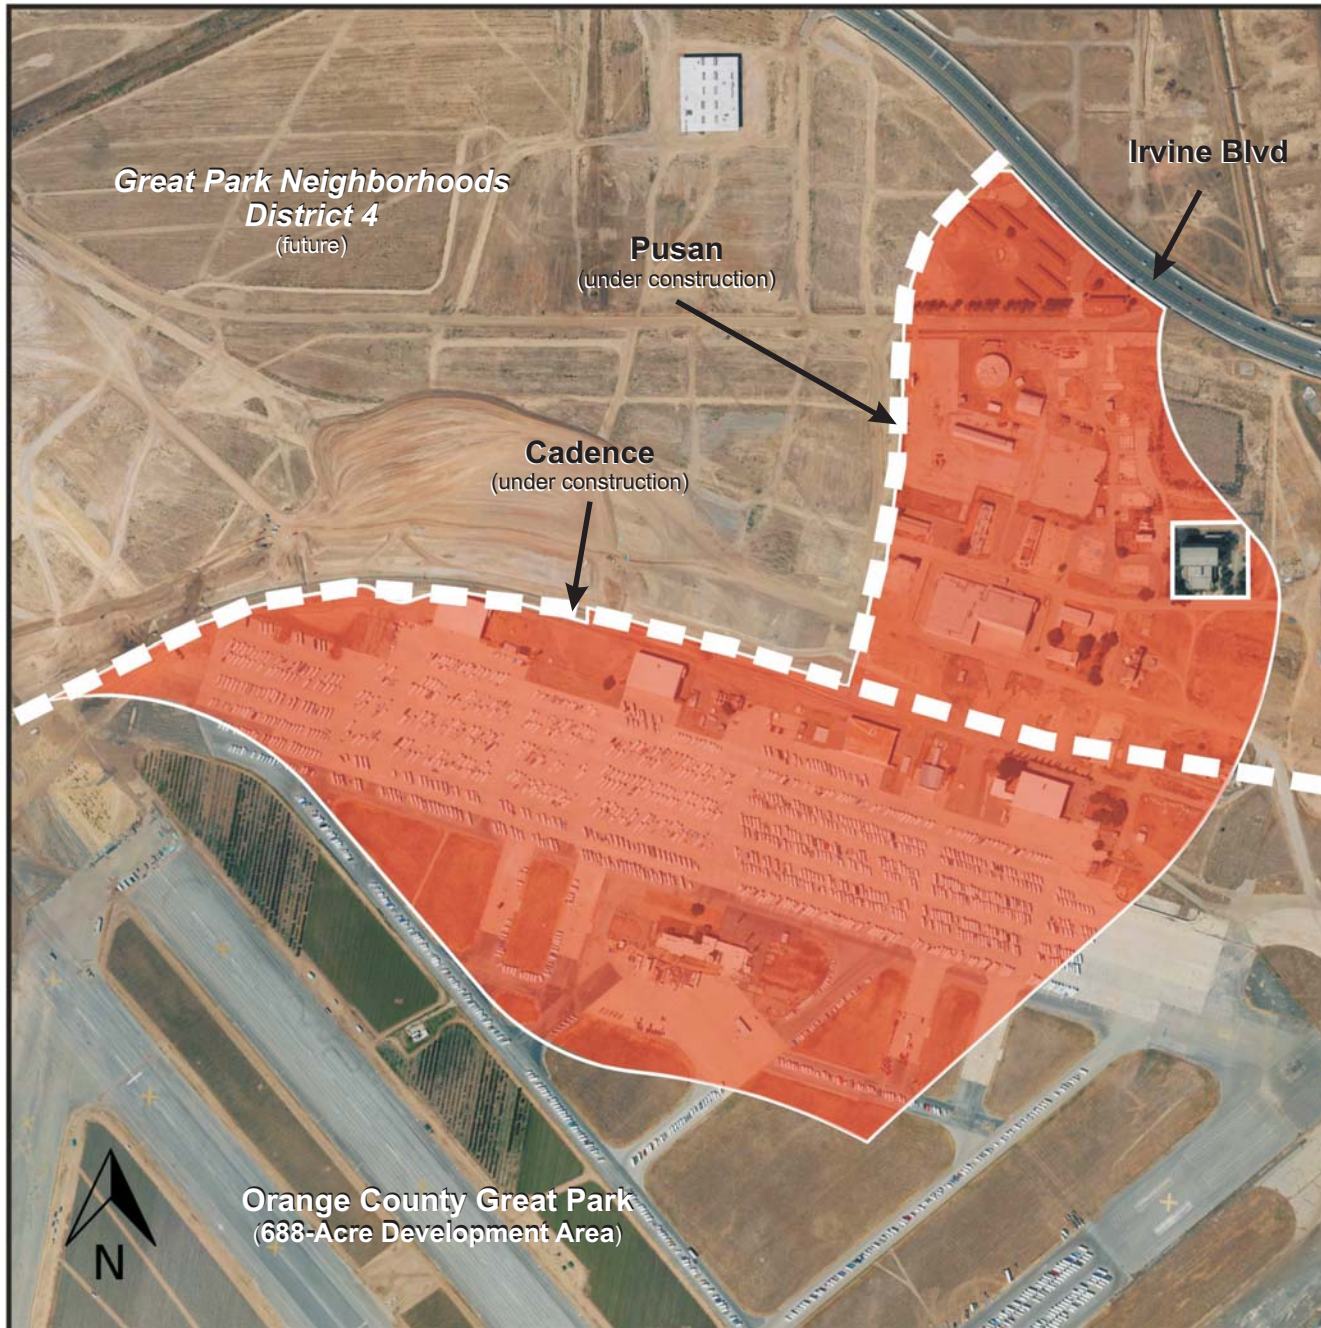 Irvine Blvd
Great Park Neighborhoods
District 4
(future)
Pusan
(under construction)
Cadence
(under construction)
Orange County Great Park
(688-Acre Development Area)
N